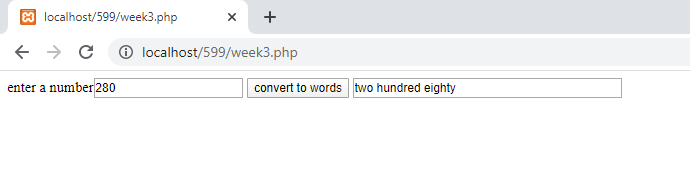 localhost/599/week3.php
localhost/599/week3.php
enter a number 280 convert to words two hundred eighty